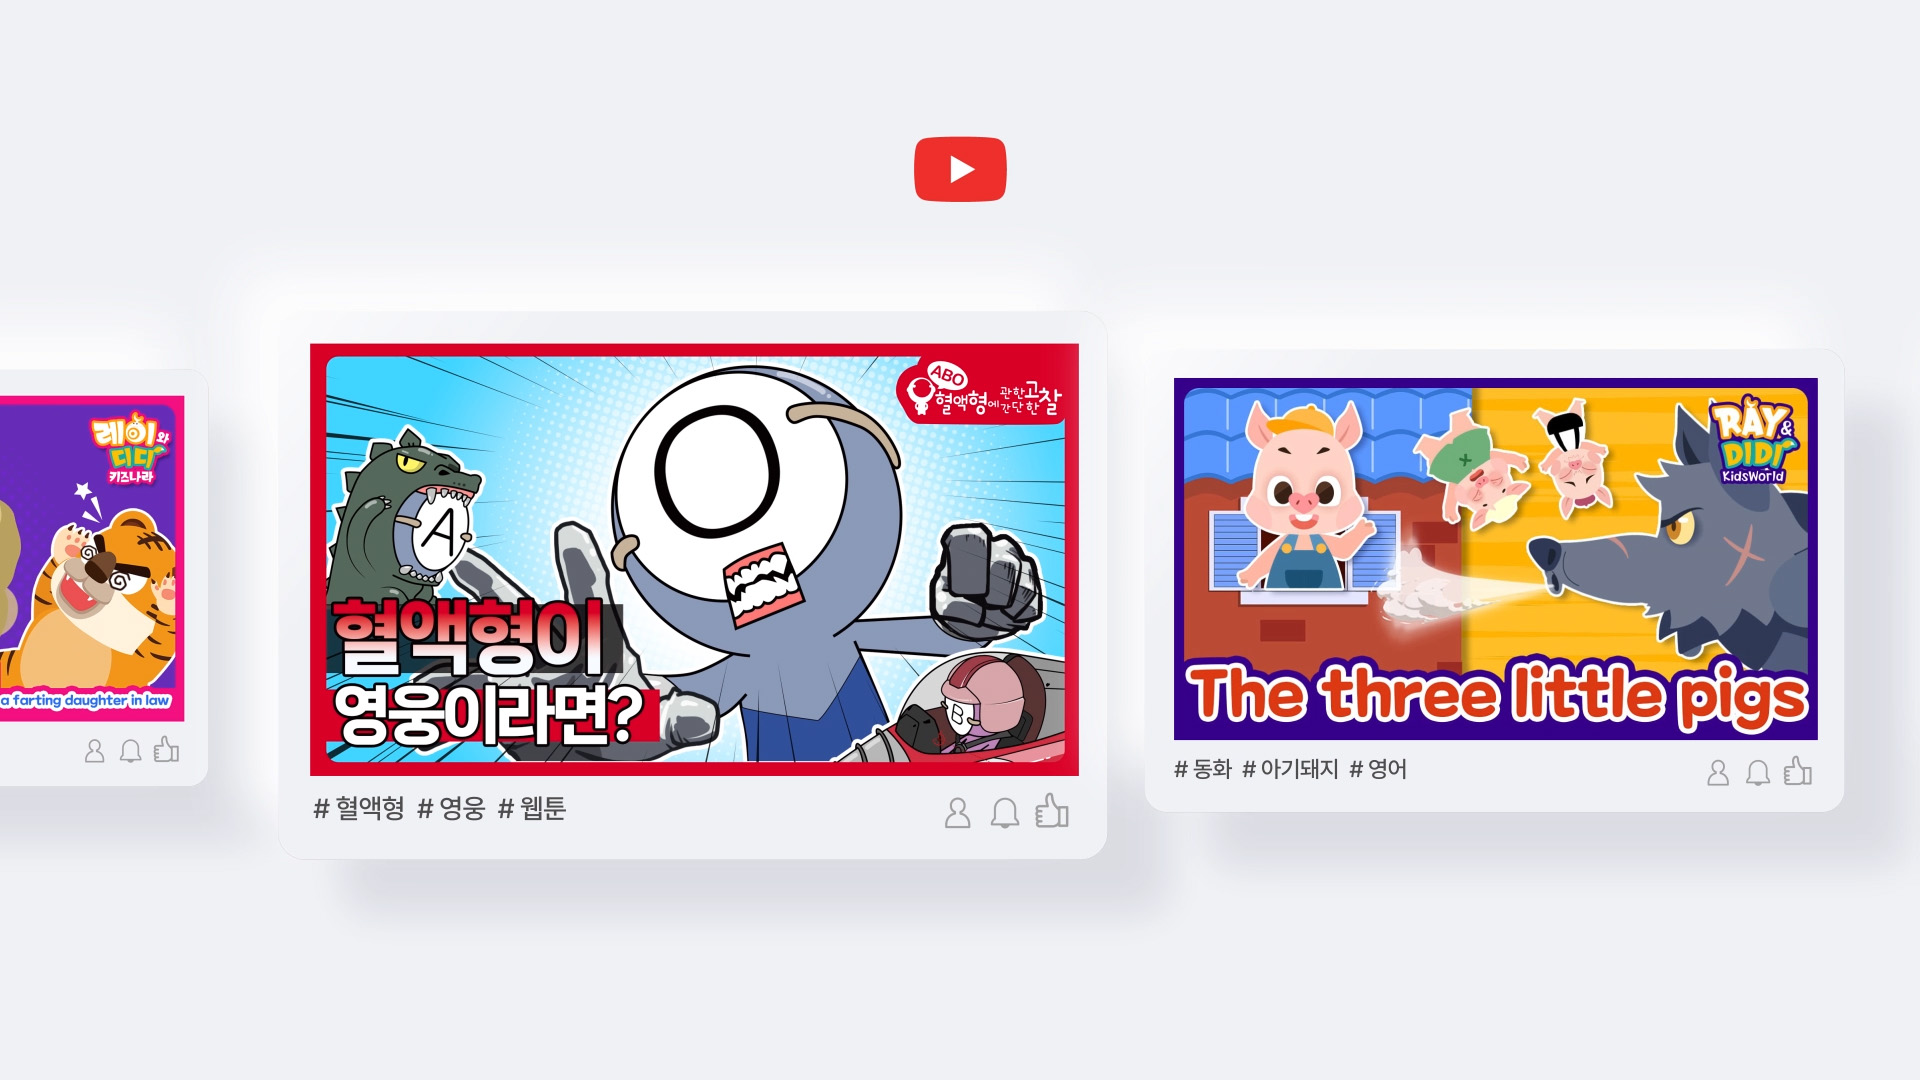 레이와
디디
키즈나라
a farting daughter in law
ABO
혈액형에 관한 간단한 고찰
A
O
B
혈액형이
영웅이라면?
# 혈액형 # 영웅 # 웹툰
RAY &
DIDI
KidsWorld
The three little pigs
# 동화 # 아기돼지 # 영어